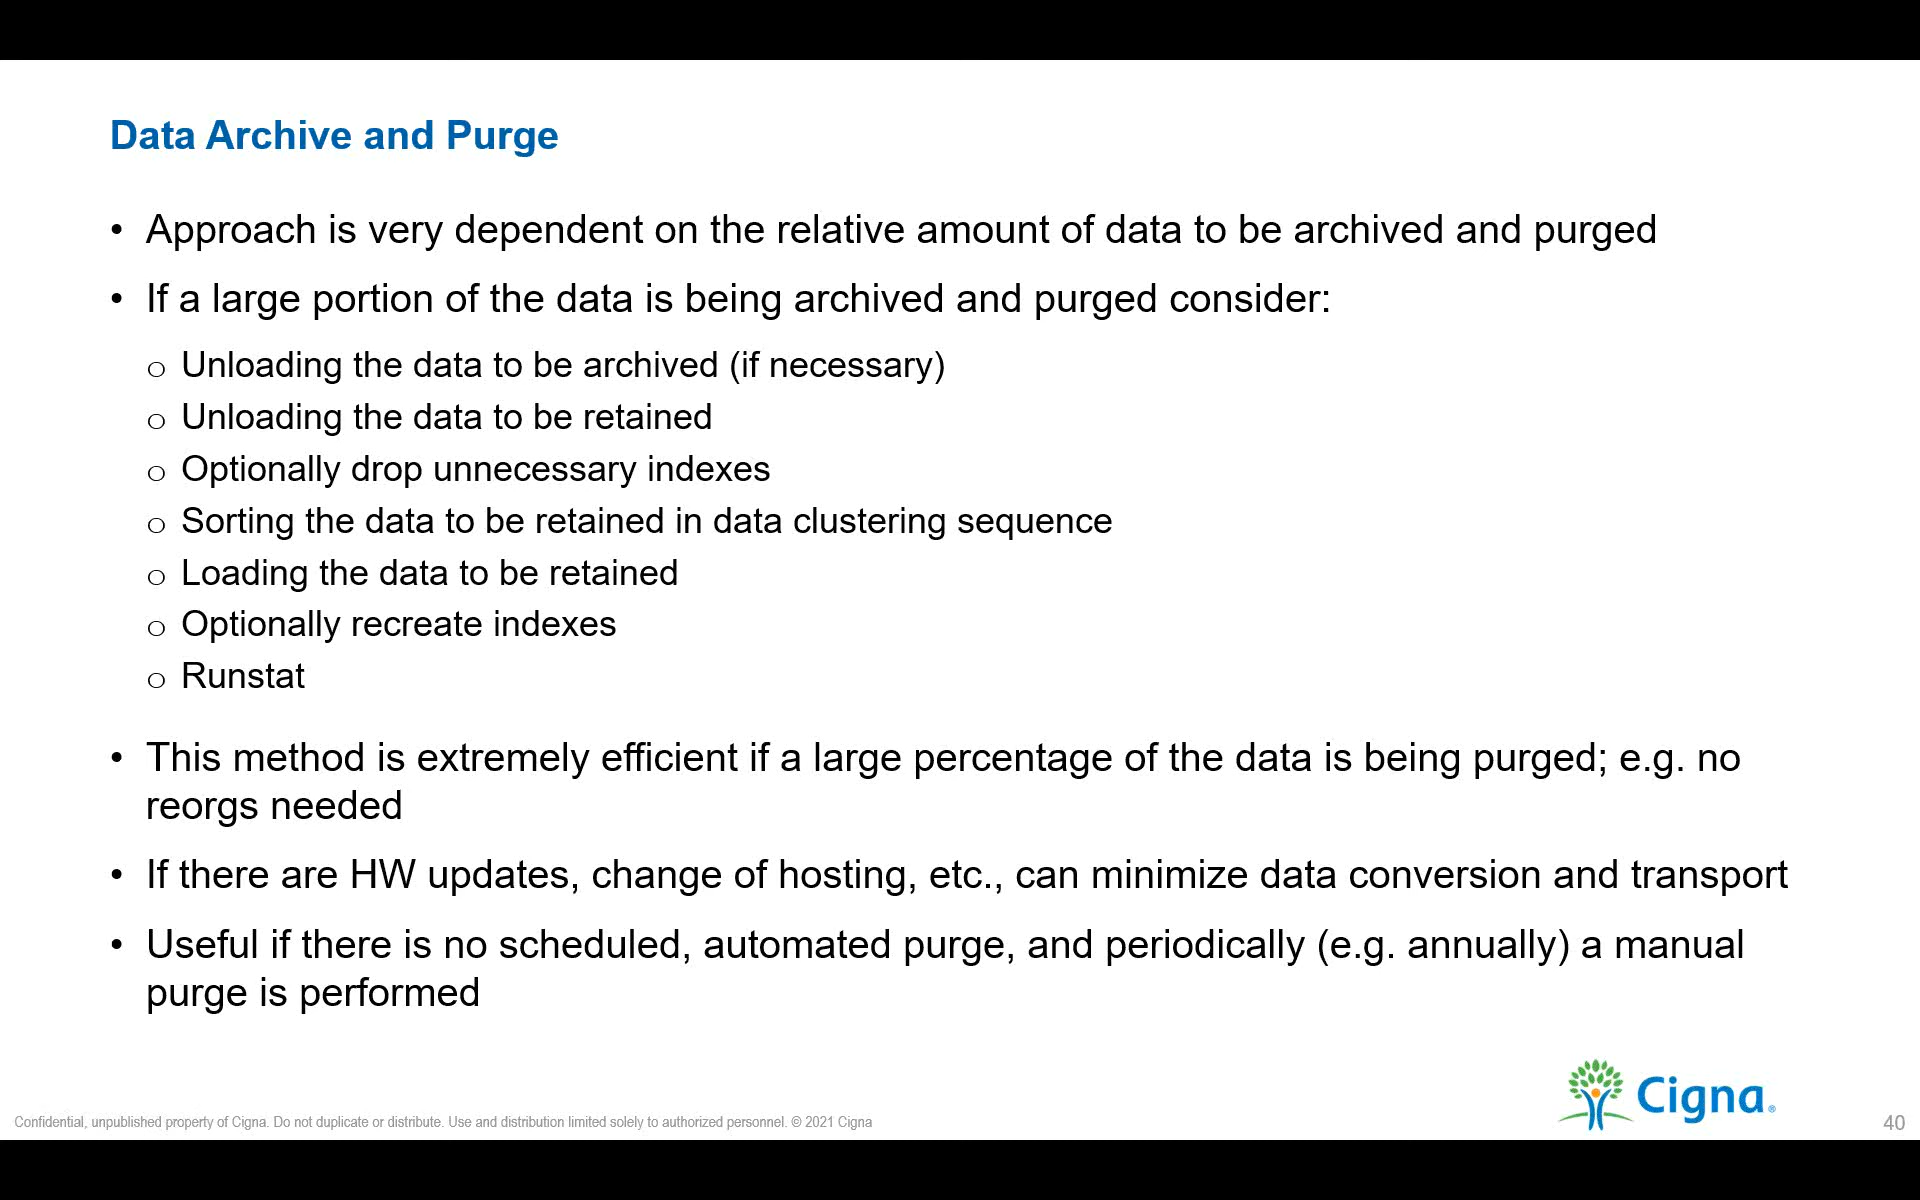 Data Archive and Purge
• Approach is very dependent on the relative amount of data to be archived and purged
• If a large portion of the data is being archived and purged consider:
o Unloading the data to be archived (if necessary)
o Unloading the data to be retained
o Optionally drop unnecessary indexes
o Sorting the data to be retained in data clustering sequence
o Loading the data to be retained
o Optionally recreate indexes
o Runstat
• This method is extremely efficient if a large percentage of the data is being purged; e.g. no
reorgs needed
• If there are HW updates, change of hosting, etc., can minimize data conversion and transport
• Useful if there is no scheduled, automated purge, and periodically (e.g. annually) a manual
purge is performed
Cigna®
Confidential, unpublished property of Cigna. Do not duplicate or distribute. Use and distribution limited solely to authorized personnel. © 2021 Cigna
40